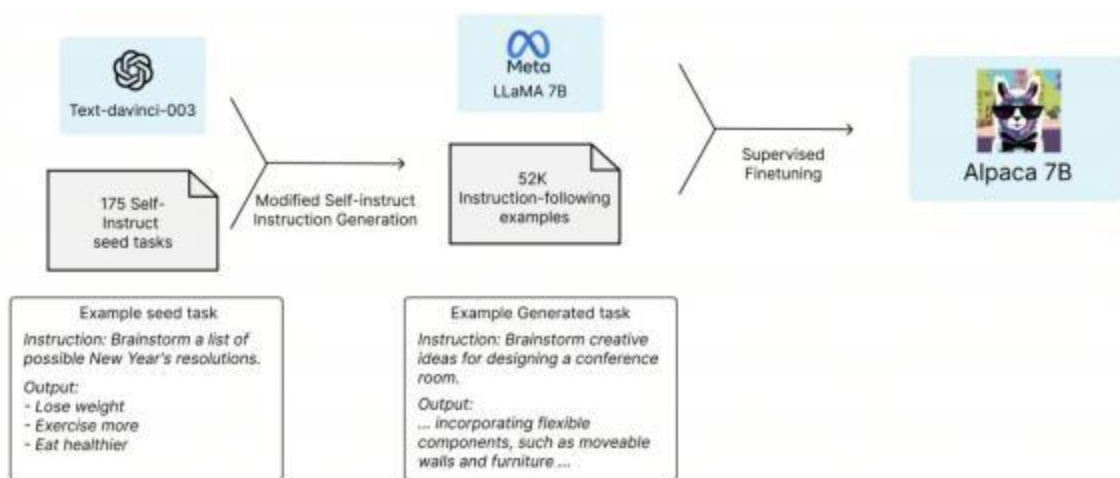 Text-davinci-003
175 Self-
Instruct
seed tasks
Modified Self-instruct
Instruction Generation
Meta
LLaMA 7B
52K
Instruction-following
examples
Supervised
Finetuning
Alpaca 7B
Example seed task
Instruction: Brainstorm a list of
possible New Year's resolutions.
Output:
- Lose weight
- Exercise more
- Eat healthier
Example Generated task
Instruction: Brainstorm creative
ideas for designing a conference
room.
Output:
... incorporating flexible
components, such as moveable
walls and furniture ...